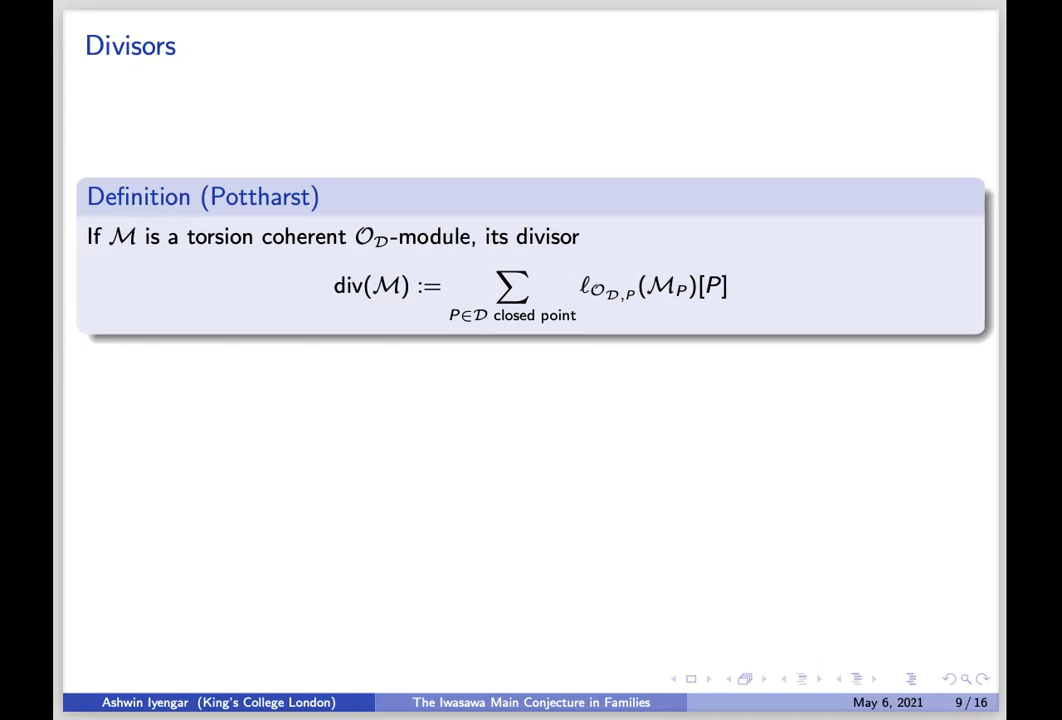 Divisors
Definition (Pottharst)
If ℳ is a torsion coherent 𝒪_𝒟-module, its divisor
div(ℳ) := ∑ ℓ_{𝒪_{𝒟,P}}(ℳ_P)[P]
P∈𝒟 closed point
Ashwin Iyengar (King's College London) The Iwasawa Main Conjecture in Families May 6, 2021 9 / 16